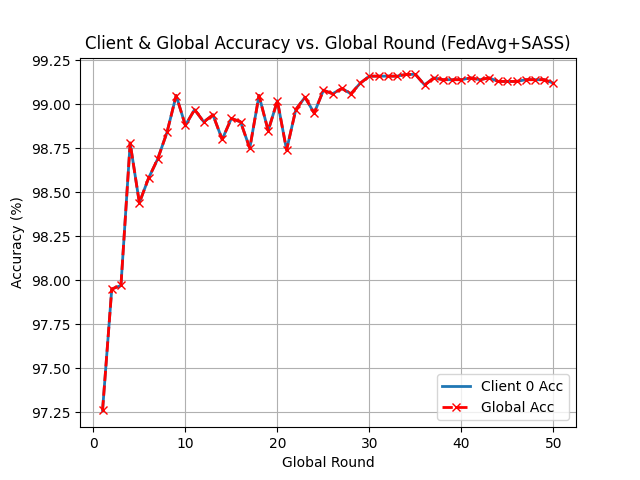 Client & Global Accuracy vs. Global Round (FedAvg+SASS)
Accuracy (%)
99.25
99.00
98.75
98.50
98.25
98.00
97.75
97.50
97.25
0 10 20 30 40 50
Global Round
Client 0 Acc
Global Acc